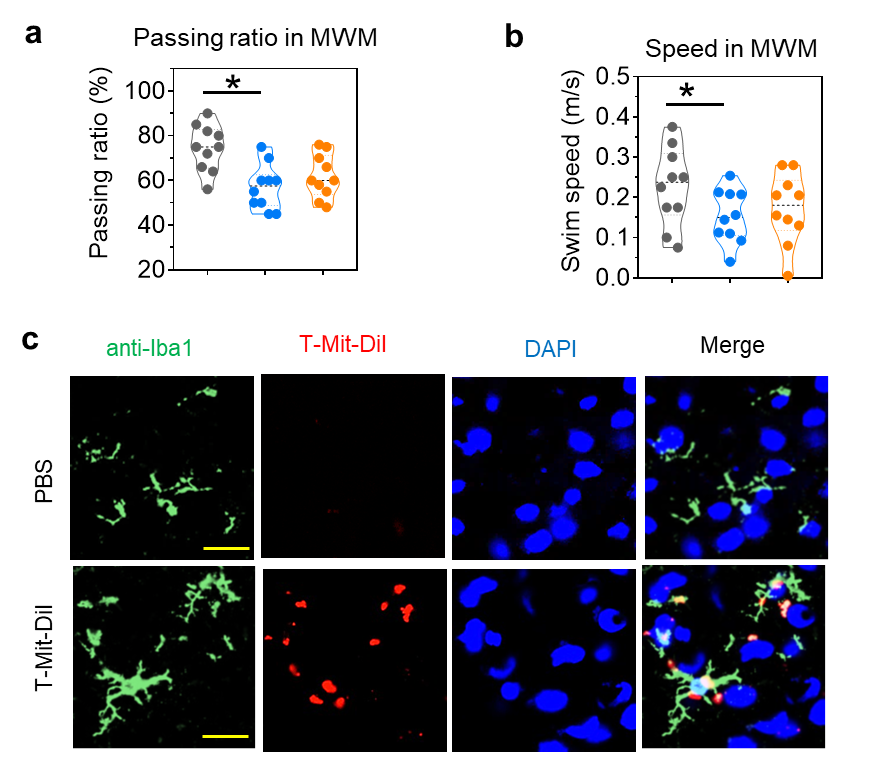 a
Passing ratio in MWM
Passing ratio (%)
100
80
60
40
20
*
b
Speed in MWM
Swim speed (m/s)
0.5
0.4
0.3
0.2
0.1
0.0
*
c
anti-Iba1
T-Mit-DiI
DAPI
Merge
PBS
T-Mit-DiI